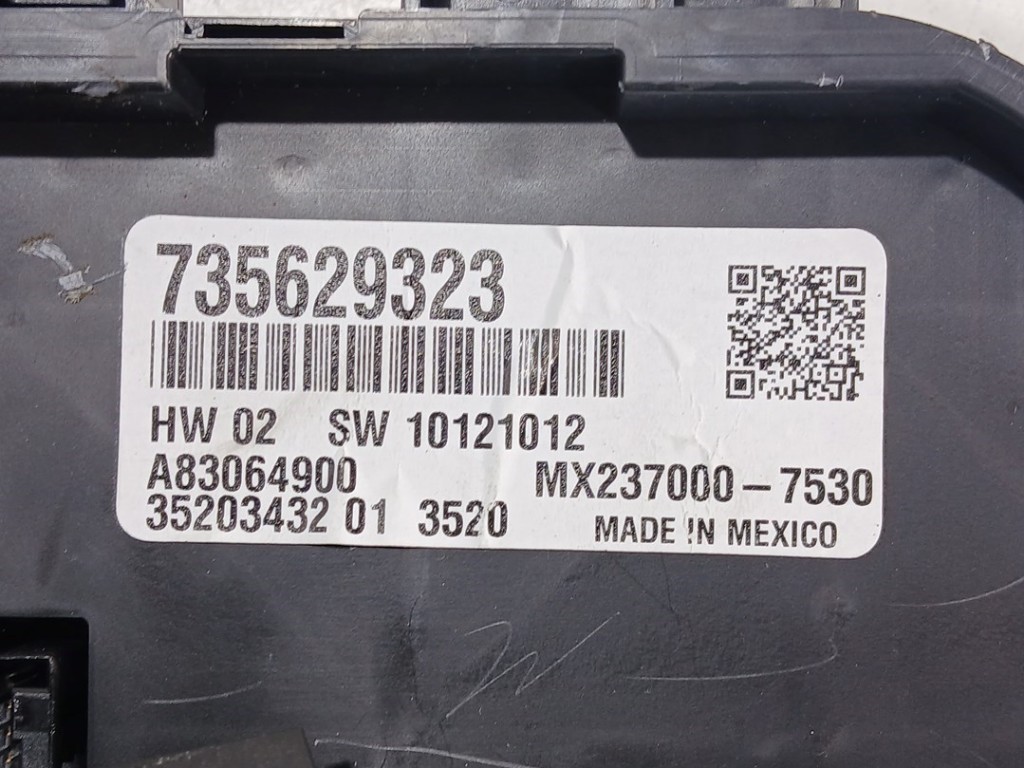 735629323
HW 02 SW 10121012
A83064900
MX237000-7530
35203432 01 3520
MADE IN MEXICO